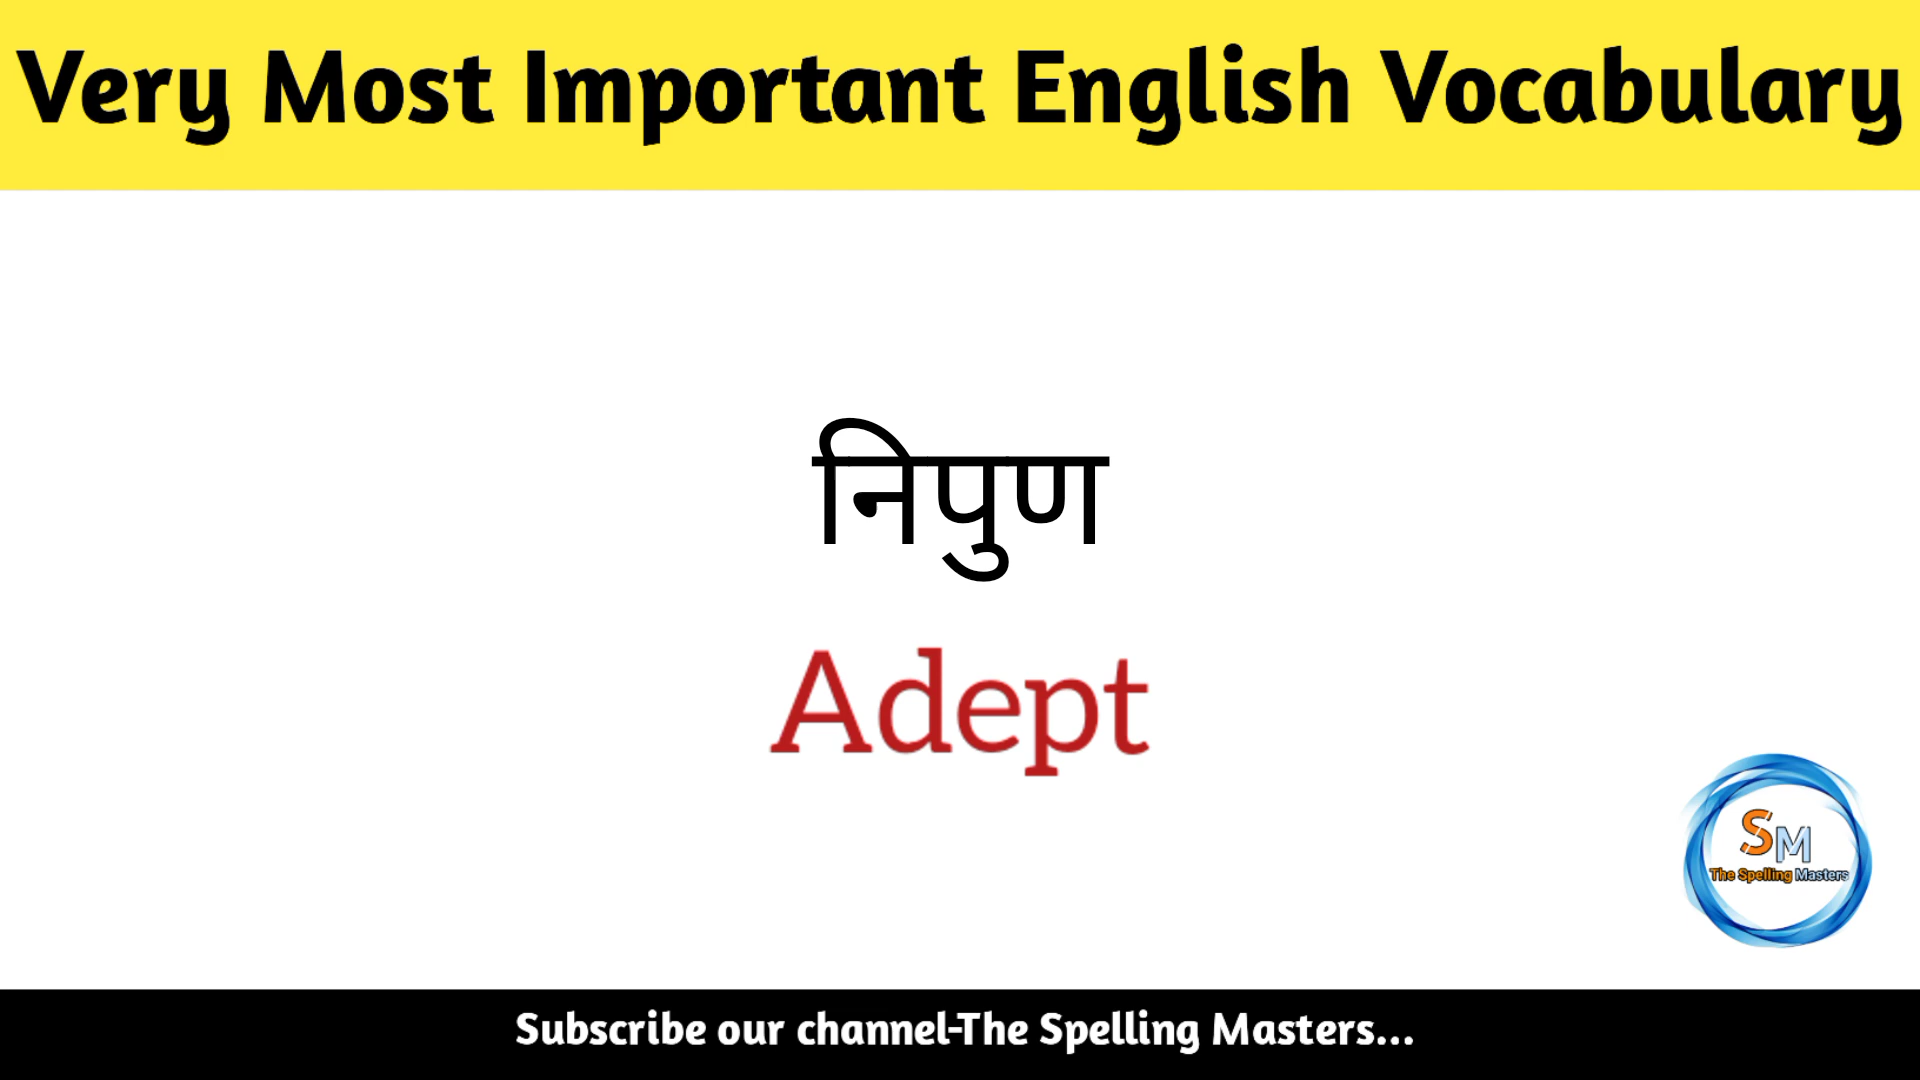 Very Most Important English Vocabulary
निपुण
Adept
SM
The Spelling Masters
Subscribe our channel-The Spelling Masters...